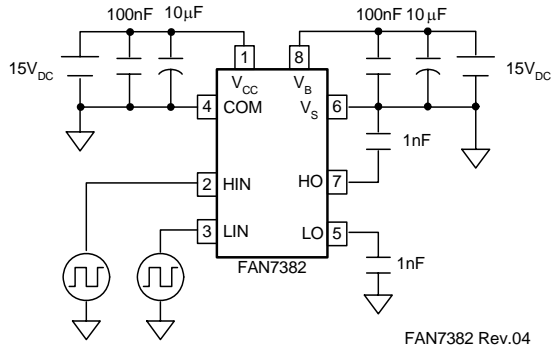 100nF 10μF
100nF 10μF
15V_DC
1
8
15V_DC
V_CC
V_B
4
COM
V_S
6
1nF
2
HIN
HO
7
3
LIN
LO
5
FAN7382
1nF
FAN7382 Rev.04